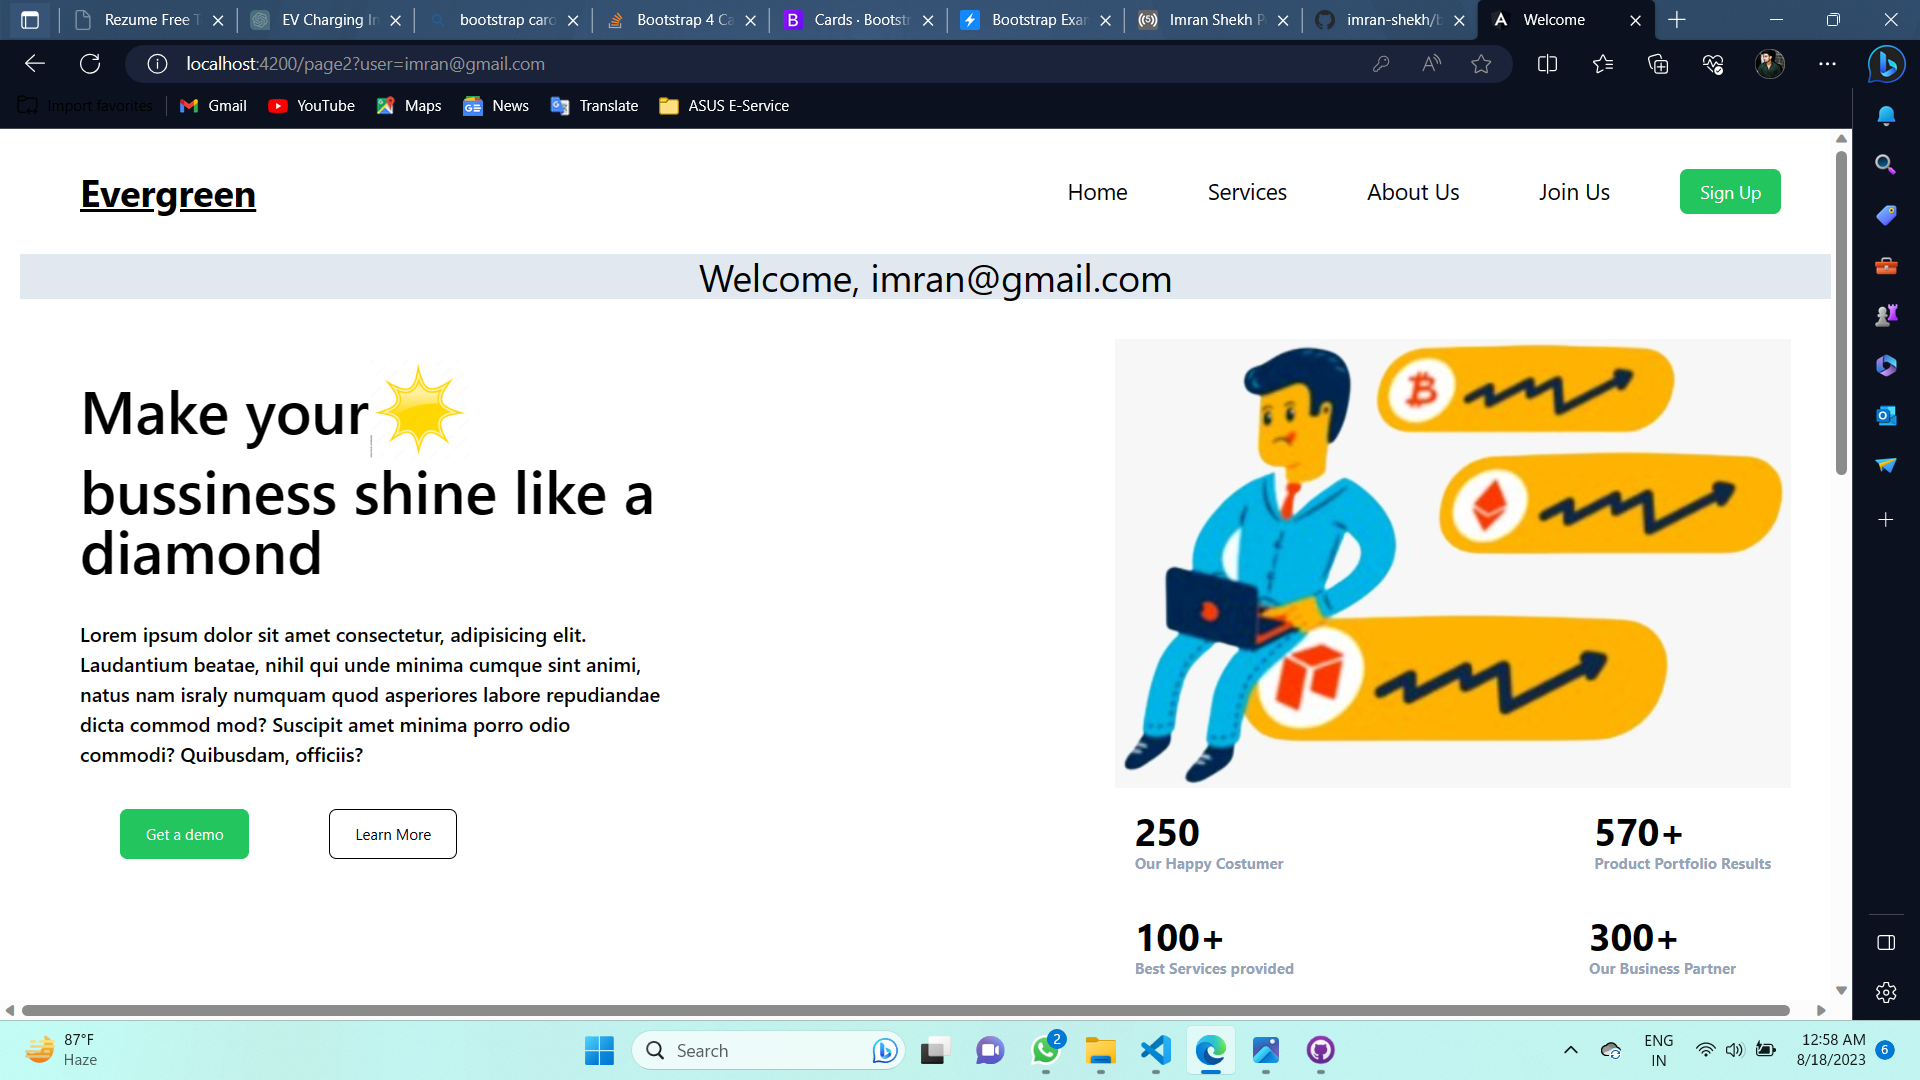 Rezume Free T
EV Charging In
bootstrap caro
Bootstrap 4 Ca
Cards · Bootstr
Bootstrap Exar
Imran Shekh P
imran-shekh/b
Welcome
localhost:4200/page2?user=imran@gmail.com
Import favorites
Gmail
YouTube
Maps
News
Translate
ASUS E-Service
Evergreen
Home
Services
About Us
Join Us
Sign Up
Welcome, imran@gmail.com
Make your
bussiness shine like a
diamond
Lorem ipsum dolor sit amet consectetur, adipisicing elit.
Laudantium beatae, nihil qui unde minima cumque sint animi,
natus nam israly numquam quod asperiores labore repudiandae
dicta commod mod? Suscipit amet minima porro odio
commodi? Quibusdam, officiis?
Get a demo
Learn More
250
Our Happy Costumer
570+
Product Portfolio Results
100+
Best Services provided
300+
Our Business Partner
87°F
Haze
Search
2
ENG
IN
12:58 AM
8/18/2023
6